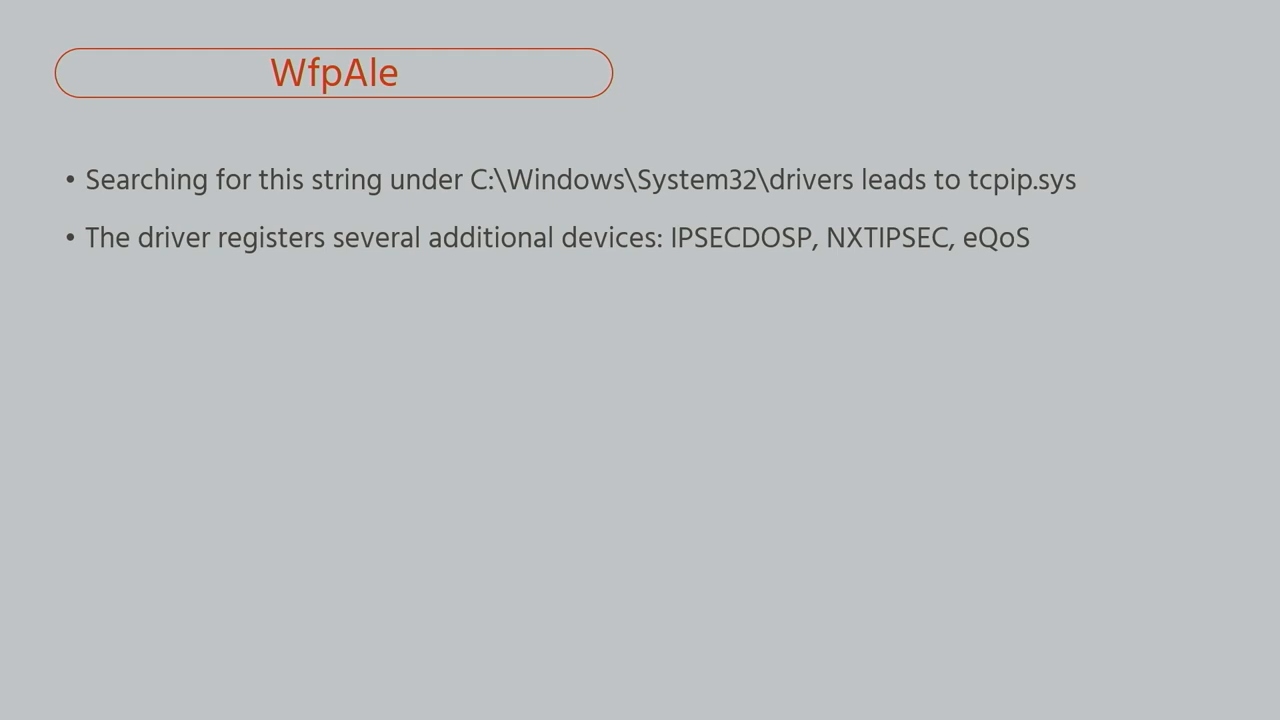 WfpAle
• Searching for this string under C:\Windows\System32\drivers leads to tcpip.sys
• The driver registers several additional devices: IPSECDOSP, NXTIPSEC, eQoS